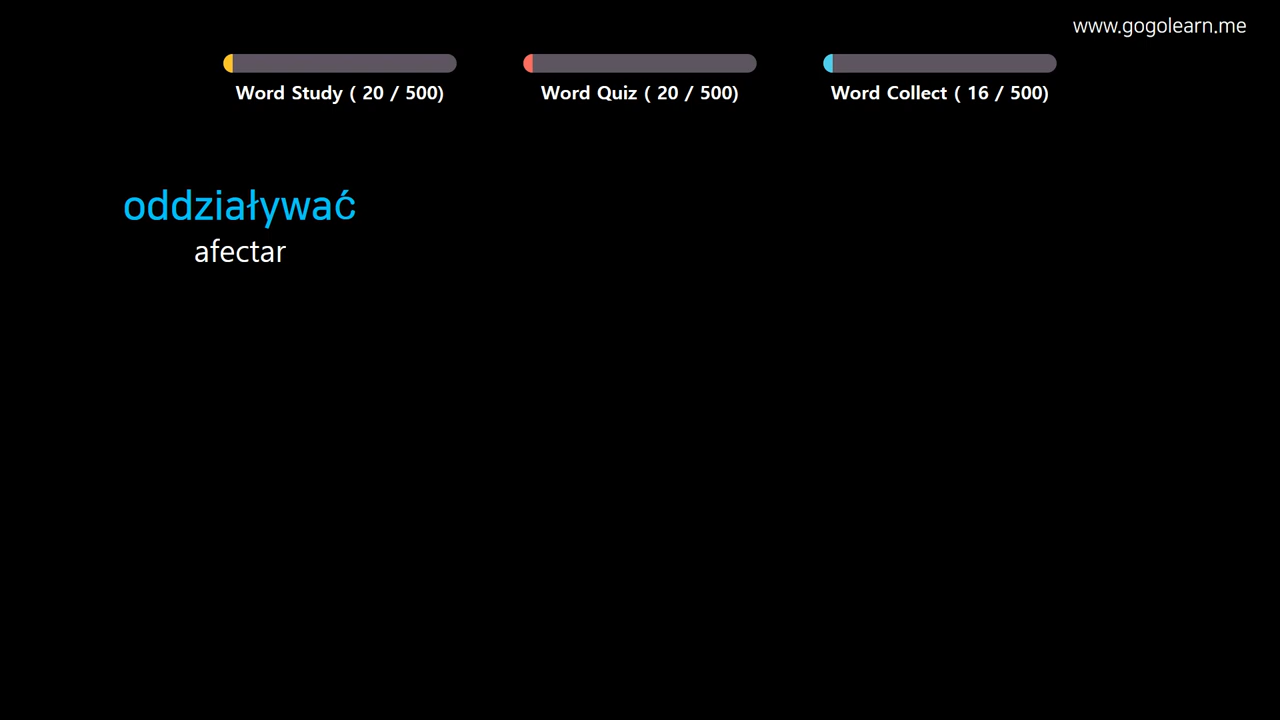 www.gogolearn.me
Word Study ( 20 / 500)
Word Quiz ( 20 / 500)
Word Collect ( 16 / 500)
oddziaływać
afectar